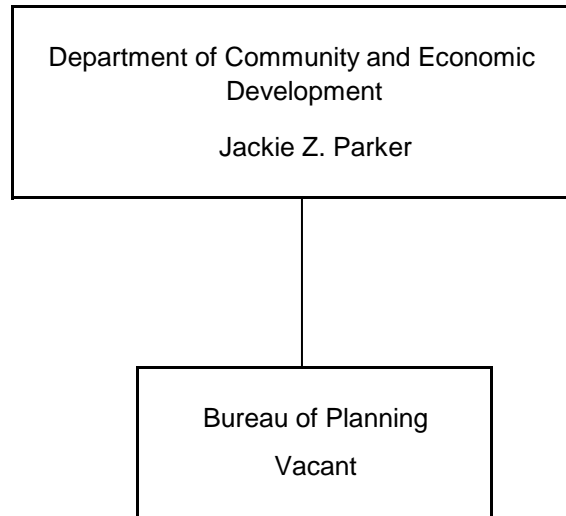 Department of Community and Economic
Development
Jackie Z. Parker
Bureau of Planning
Vacant